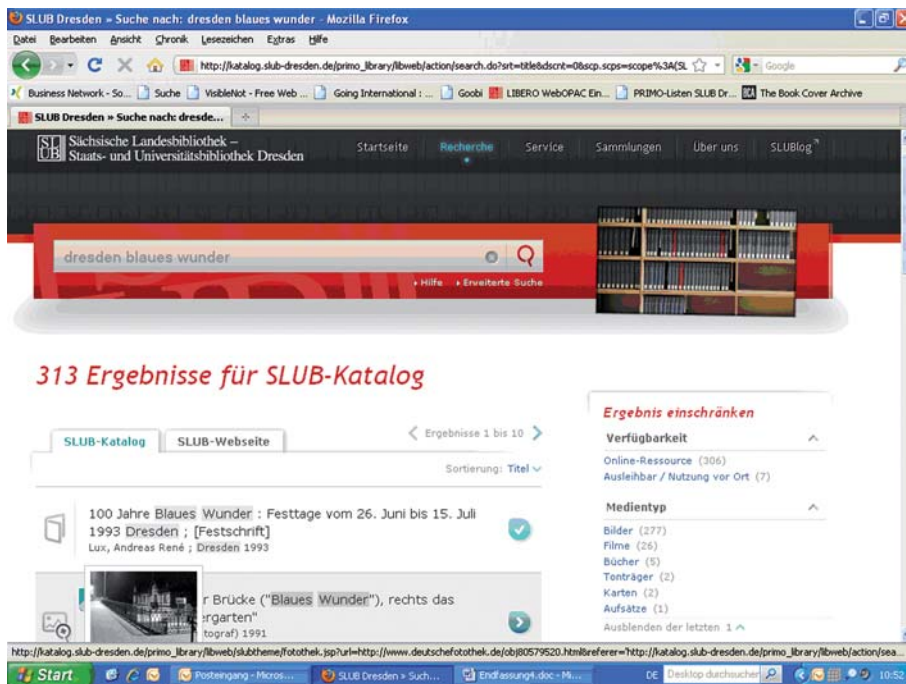 SLUB Dresden » Suche nach: dresden blaues wunder - Mozilla Firefox
Datei Bearbeiten Ansicht Chronik Lesezeichen Extras Hilfe
http://katalog.slub-dresden.de/primo_library/libweb/action/search.do?srt=title&dscnt=0&scp.scps=scope%3A(SL
Google
Business Network - So... Suche VisibleNot - Free Web ... Going International : ... Goobi LIBERO WebOPAC Ein... PRIMO-Listen SLUB Dr... The Book Cover Archive
SLUB Dresden » Suche nach: dresde...
SLUB
Sächsische Landesbibliothek –
Staats- und Universitätsbibliothek Dresden
Startseite Recherche Service Sammlungen Über uns SLUBlog
dresden blaues wunder
Hilfe Erweiterte Suche
313 Ergebnisse für SLUB-Katalog
SLUB-Katalog SLUB-Webseite Ergebnisse 1 bis 10
Sortierung: Titel
100 Jahre Blaues Wunder : Festtage vom 26. Juni bis 15. Juli
1993 Dresden ; [Festschrift]
Lux, Andreas René ; Dresden 1993
r Brücke ("Blaues Wunder"), rechts das
ergarten"
tograf) 1991
Ergebnis einschränken
Verfügbarkeit
Online-Ressource (306)
Ausleihbar / Nutzung vor Ort (7)
Medientyp
Bilder (277)
Filme (26)
Bücher (5)
Tonträger (2)
Karten (2)
Aufsätze (1)
Ausblenden der letzten 1
http://katalog.slub-dresden.de/primo_library/libweb/slubtheme/fotothek.jsp?url=http://www.deutschefotothek.de/obj80579520.html&referer='http://katalog.slub-dresden.de/primo_library/libweb/action/sea...
Start Posteingang - Micros... SLUB Dresden » Such... Endfassung4.doc - Mi... DE Desktop durchsuchen 10:52